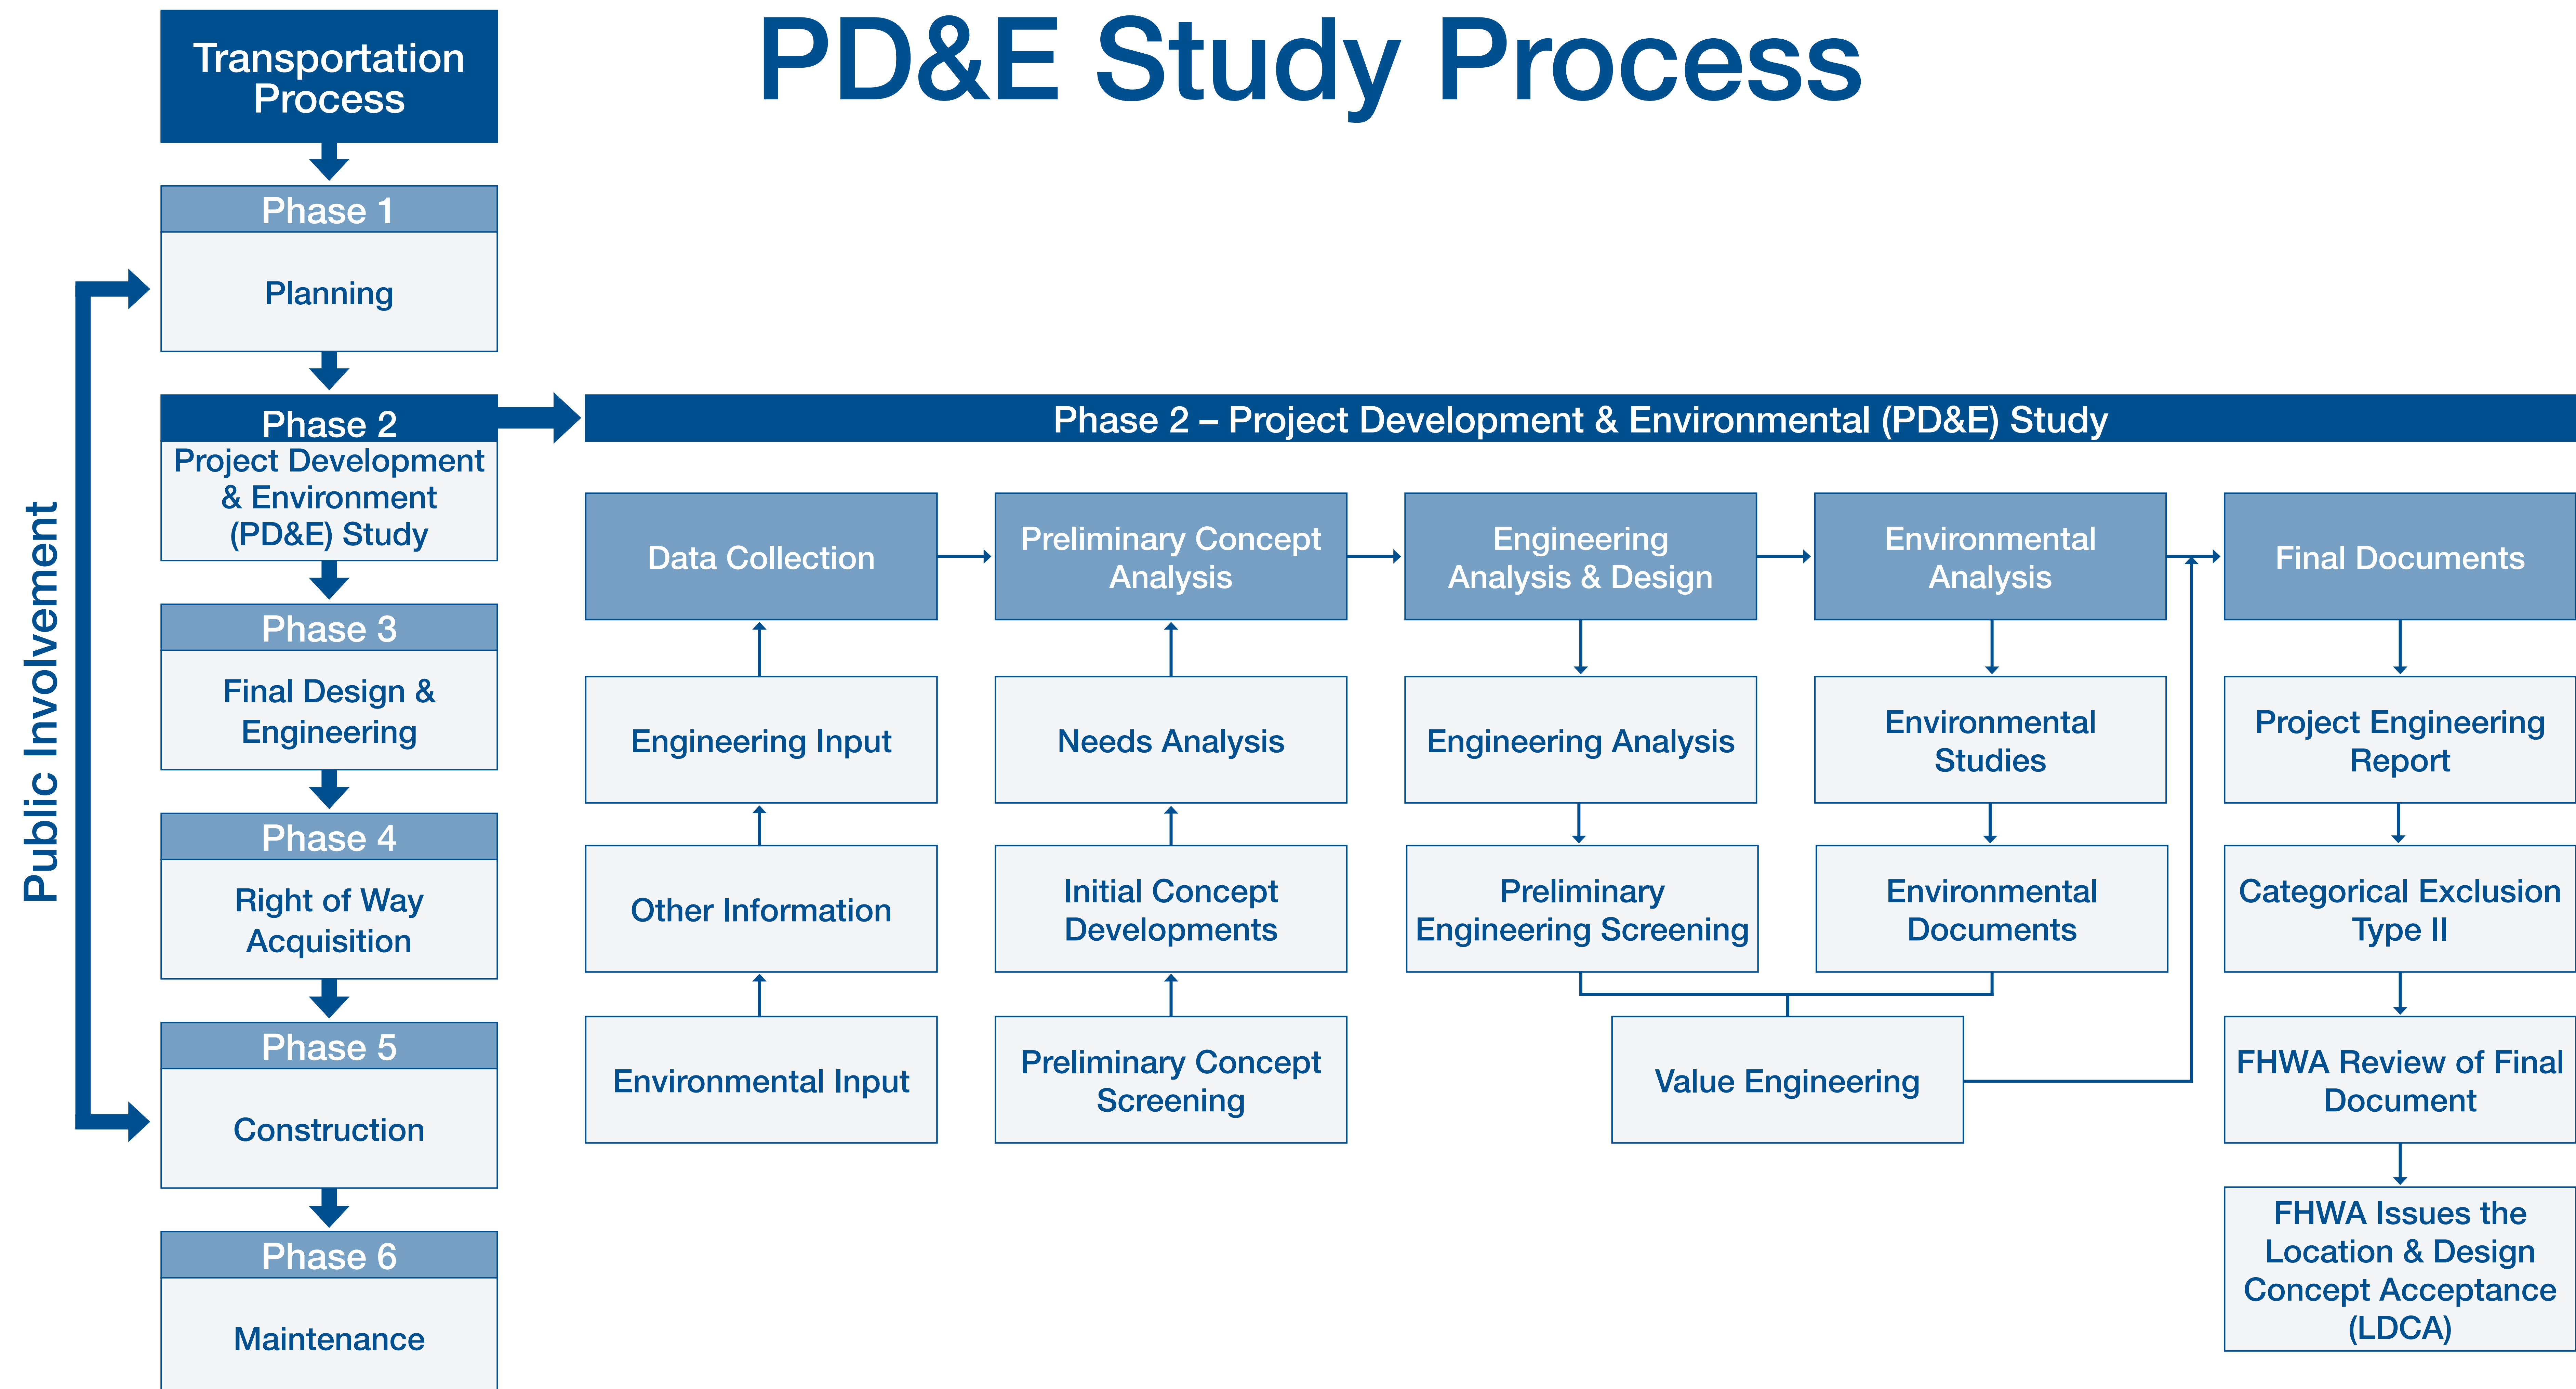 PD&E Study Process
Transportation
Process
Phase 1
Planning
Phase 2
Project Development
& Environment
(PD&E) Study
Phase 3
Final Design &
Engineering
Phase 4
Right of Way
Acquisition
Phase 5
Construction
Phase 6
Maintenance
Public Involvement
Phase 2 – Project Development & Environmental (PD&E) Study
Data Collection
Engineering Input
Other Information
Environmental Input
Preliminary Concept
Analysis
Needs Analysis
Initial Concept
Developments
Preliminary Concept
Screening
Engineering
Analysis & Design
Engineering Analysis
Preliminary
Engineering Screening
Environmental
Analysis
Environmental
Studies
Environmental
Documents
Value Engineering
Final Documents
Project Engineering
Report
Categorical Exclusion
Type II
FHWA Review of Final
Document
FHWA Issues the
Location & Design
Concept Acceptance
(LDCA)